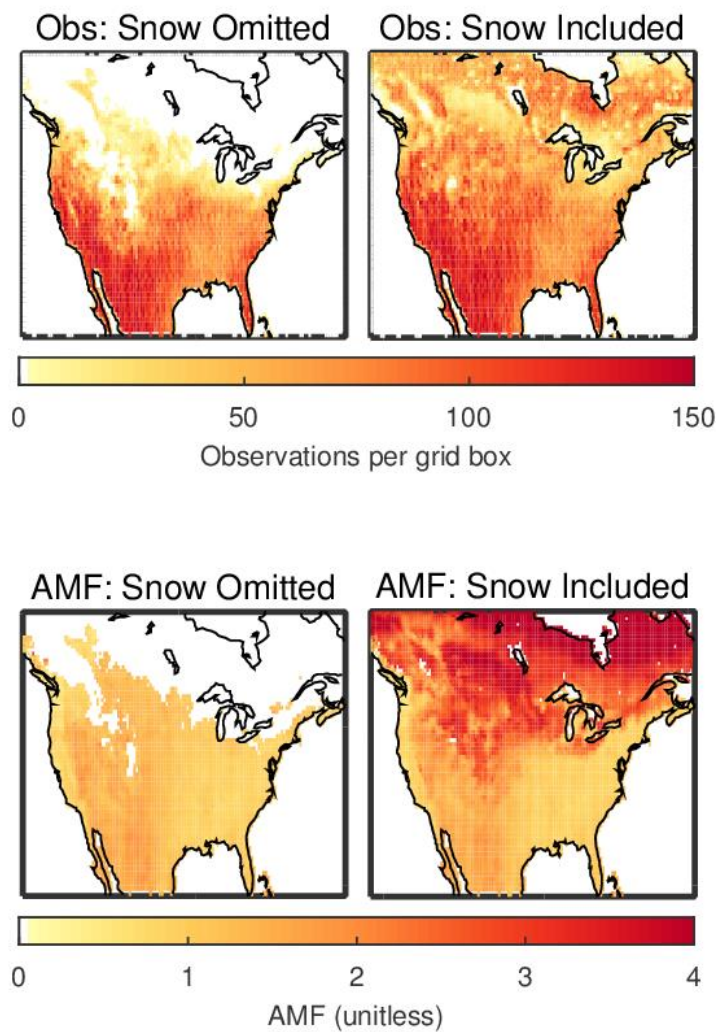 Obs: Snow Omitted
Obs: Snow Included
0 50 100 150
Observations per grid box
AMF: Snow Omitted
AMF: Snow Included
0 1 2 3 4
AMF (unitless)